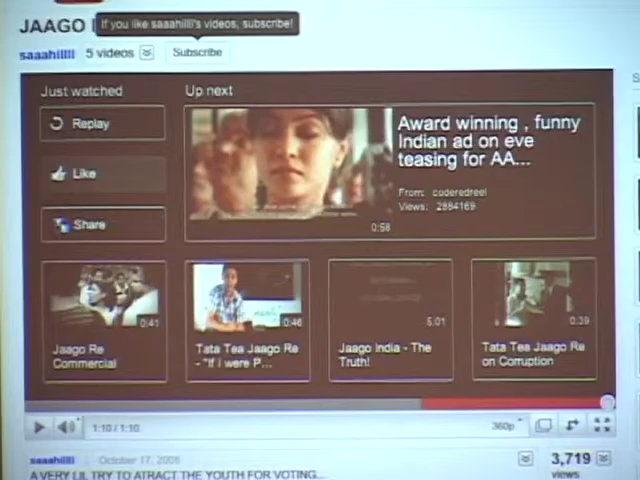 JAAGO
If you like saaahillli's videos, subscribe!
saaahilllll 5 videos Subscribe
Just watched
Up next
Replay
Like
Share
Award winning , funny
Indian ad on eve
teasing for AA...
From: coderedreel
Views: 2884169
0:58
0:41
Jaago Re
Commercial
0:46
Tata Tea Jaago Re
- "If i were P...
5:01
Jaago India - The
Truth!
0:39
Tata Tea Jaago Re
on Corruption
1:10 / 1:10
360p
saaahilllll October 17, 2008
3,719
views
A VERY LIL TRY TO ATRACT THE YOUTH FOR VOTING...